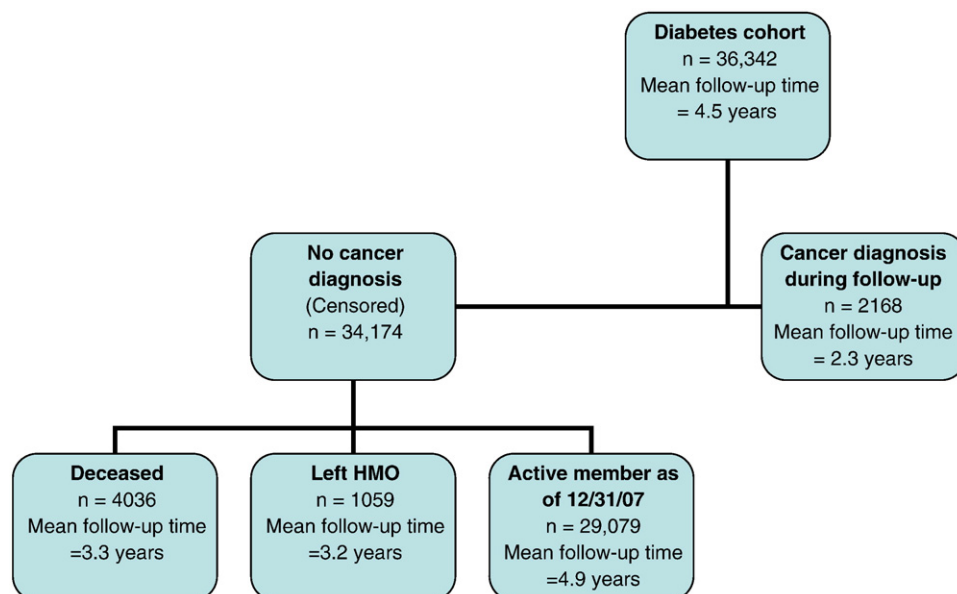 Diabetes cohort
n = 36,342
Mean follow-up time
= 4.5 years
No cancer
diagnosis
(Censored)
n = 34,174
Cancer diagnosis
during follow-up
n = 2168
Mean follow-up time
= 2.3 years
Deceased
n = 4036
Mean follow-up time
=3.3 years
Left HMO
n = 1059
Mean follow-up time
=3.2 years
Active member as
of 12/31/07
n = 29,079
Mean follow-up time
=4.9 years